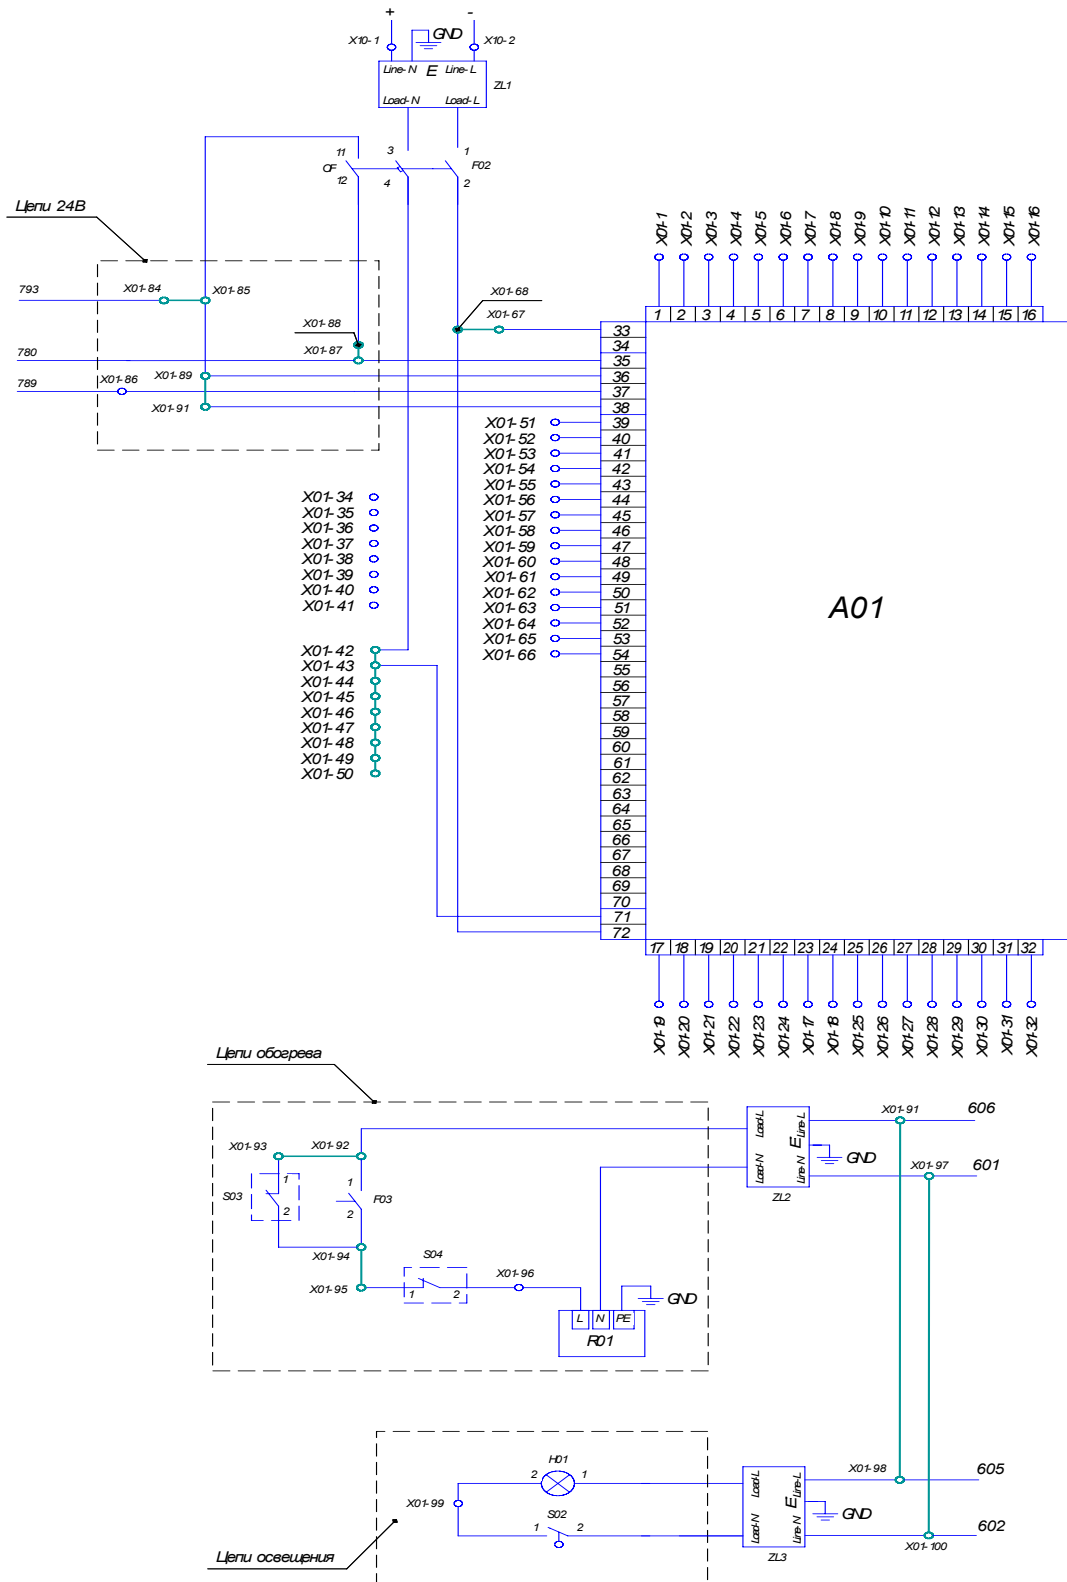 + -
X10-1 GND X10-2
Line-N E Line-L
ZL1
Load-N Load-L
11 3 1
OF F02
12 4 2
Цепи 24В
793 X01-84 X01-85
X01-68
X01-67
X01-88
X01-87
780
789 X01-86 X01-89
X01-91
X01-1 X01-2 X01-3 X01-4 X01-5 X01-6 X01-7 X01-8 X01-9 X01-10 X01-11 X01-12 X01-13 X01-14 X01-15 X01-16
1 2 3 4 5 6 7 8 9 10 11 12 13 14 15 16
33
34
35
36
37
38
X01-51 39
X01-52 40
X01-53 41
X01-54 42
X01-55 43
X01-56 44
X01-57 45
X01-58 46
X01-59 47
X01-60 48
X01-61 49
X01-62 50
X01-63 51
X01-64 52
X01-65 53
X01-66 54
55
56
57
58
59
60
61
62
63
64
65
66
67
68
69
70
71
72
A01
X01-34
X01-35
X01-36
X01-37
X01-38
X01-39
X01-40
X01-41
X01-42
X01-43
X01-44
X01-45
X01-46
X01-47
X01-48
X01-49
X01-50
17 18 19 20 21 22 23 24 25 26 27 28 29 30 31 32
X01-19 X01-20 X01-21 X01-22 X01-23 X01-24 X01-17 X01-18 X01-25 X01-26 X01-27 X01-28 X01-29 X01-30 X01-31 X01-32
Цепи обогрева
X01-93 X01-92
1 1
S03 F03
2 2
X01-94
X01-95 S04 X01-96
1 2
L N PE GND
R01
Load-L E Line-L
Load-N Line-N
GND
ZL2
X01-91 606
X01-97 601
H01
2 1
X01-99
S02
1 2
Load-L E Line-L
Load-N Line-N
GND
ZL3
X01-98 605
602
X01-100
Цепи освещения